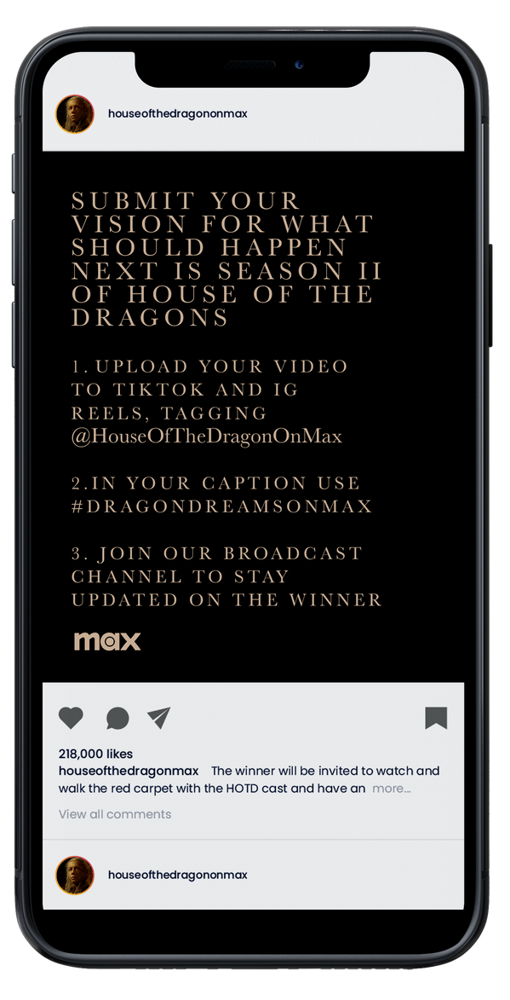 houseofthedragononmax
SUBMIT YOUR
VISION FOR WHAT
SHOULD HAPPEN
NEXT IS SEASON II
OF HOUSE OF THE
DRAGONS
1. UPLOAD YOUR VIDEO
TO TIKTOK AND IG
REELS, TAGGING
@HouseOfTheDragonOnMax
2.IN YOUR CAPTION USE
#DRAGONDREAMSONMAX
3. JOIN OUR BROADCAST
CHANNEL TO STAY
UPDATED ON THE WINNER
max
218,000 likes
houseofthedragonmax The winner will be invited to watch and
walk the red carpet with the HOTD cast and have an more...
View all comments
houseofthedragononmax